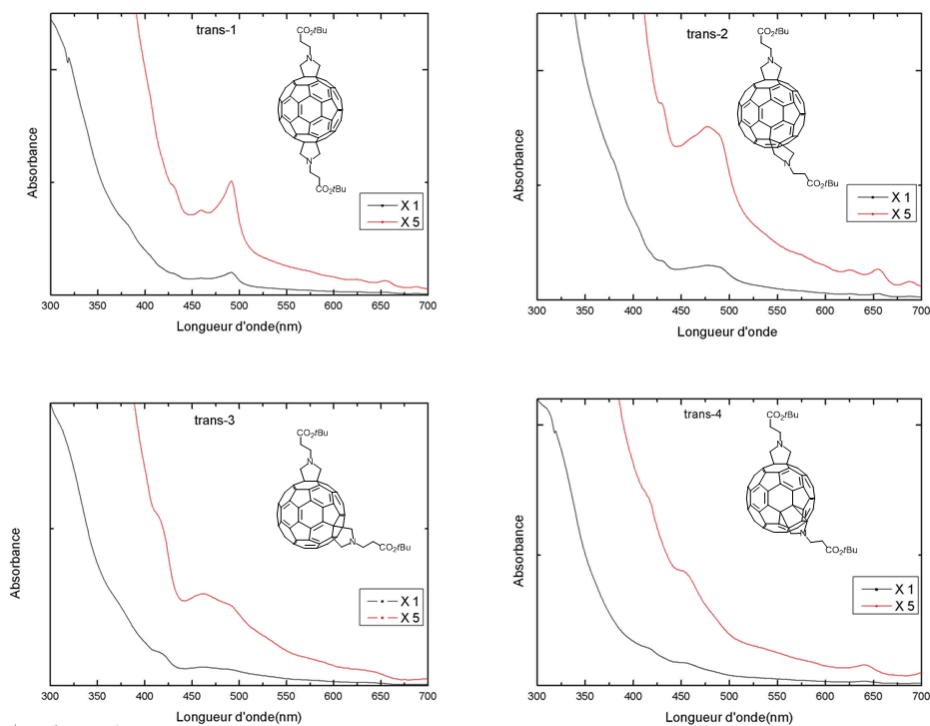 trans-1
CO₂tBu
N
N
CO₂tBu
X 1
X 5
Absorbance
300 350 400 450 500 550 600 650 700
Longueur d'onde(nm)
trans-2
CO₂tBu
N
N
CO₂tBu
X 1
X 5
Absorbance
300 350 400 450 500 550 600 650 700
Longueur d'onde
trans-3
CO₂tBu
N
N
CO₂tBu
X 1
X 5
Absorbance
300 350 400 450 500 550 600 650 700
Longueur d'onde(nm)
trans-4
CO₂tBu
N
N
CO₂tBu
X 1
X 5
Absorbance
300 350 400 450 500 550 600 650 700
Longueur d'onde(nm)